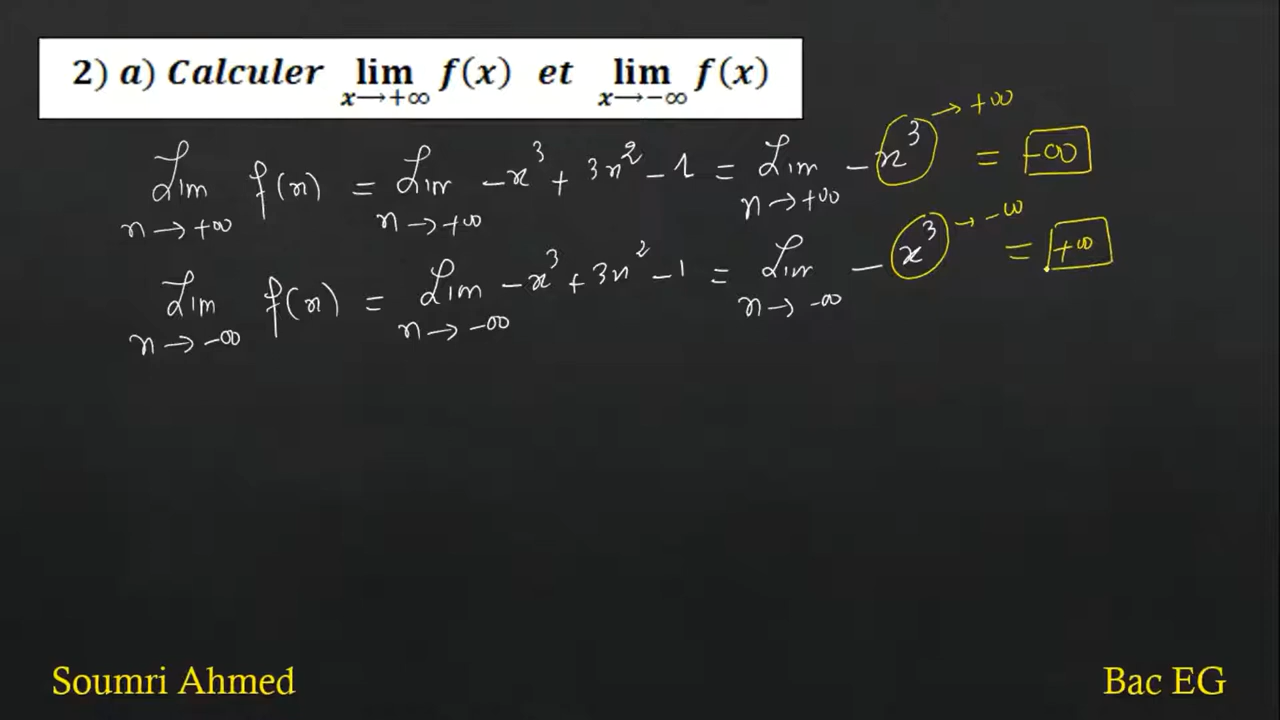 2) a) Calculer lim x→+∞ f(x) et lim x→−∞ f(x)
Lim x→+∞ f(x) = Lim x→+∞ −x³ + 3x² − 1 = Lim x→+∞ − x³ → +∞ = −∞
Lim x→−∞ f(x) = Lim x→−∞ −x³ + 3x² − 1 = Lim x→−∞ − x³ → −∞ = +∞
Soumri Ahmed
Bac EG